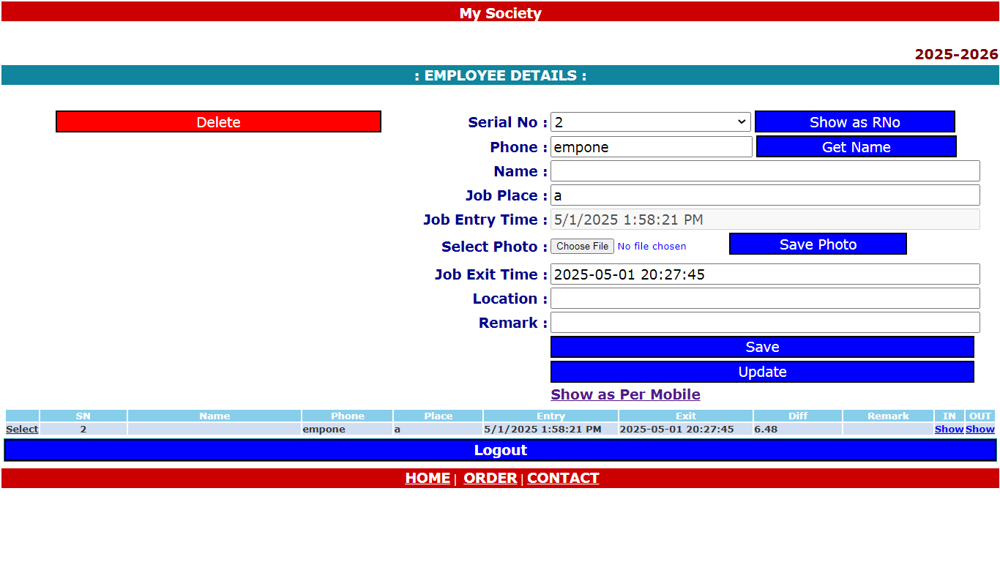 My Society
2025-2026
: EMPLOYEE DETAILS :
Delete
Serial No : 2 Show as RNo
Phone : empone Get Name
Name :
Job Place : a
Job Entry Time : 5/1/2025 1:58:21 PM
Select Photo : Choose File No file chosen Save Photo
Job Exit Time : 2025-05-01 20:27:45
Location :
Remark :
Save
Update
Show as Per Mobile
SN Name Phone Place Entry Exit Diff Remark IN OUT
Select 2 empone a 5/1/2025 1:58:21 PM 2025-05-01 20:27:45 6.48 Show Show
Logout
HOME | ORDER | CONTACT